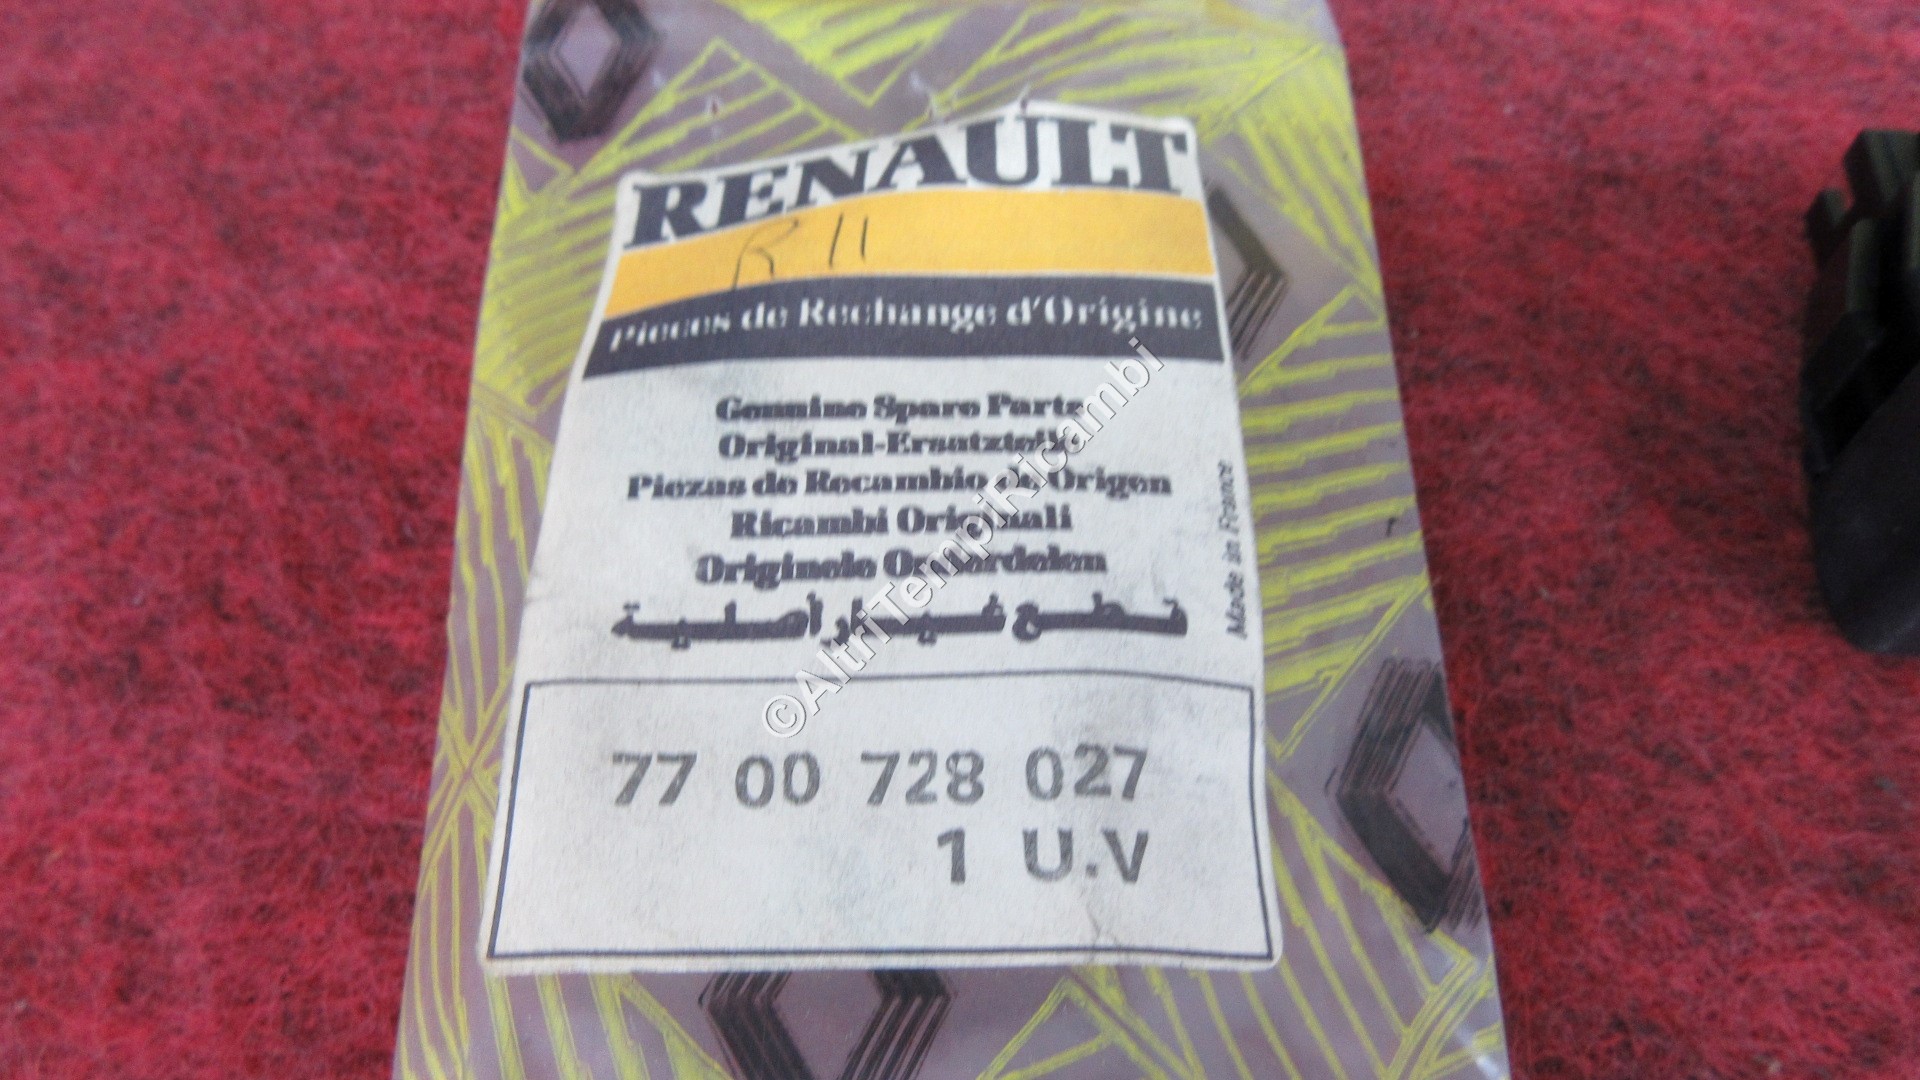 RENAULT
R 11
Pieces de Rechange d'Origine
Genuine Spare Parts
Original-Ersatzteile
Piezas de Recambio de Origen
Ricambi Originali
Originele Onderdelen
قطع غيار أصلية
Made in France
77 00 728 027
1 U.V
©AltriTempiRicambi